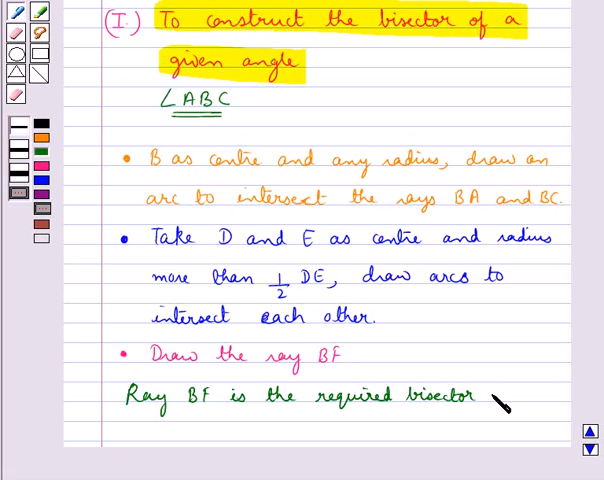 (I.) To construct the bisector of a
given angle
∠ABC
• B as centre and any radius, draw an
arc to intersect the rays BA and BC.
• Take D and E as centre and radius
more than 1/2 DE, draw arcs to
intersect each other.
• Draw the ray BF
Ray BF is the required bisector